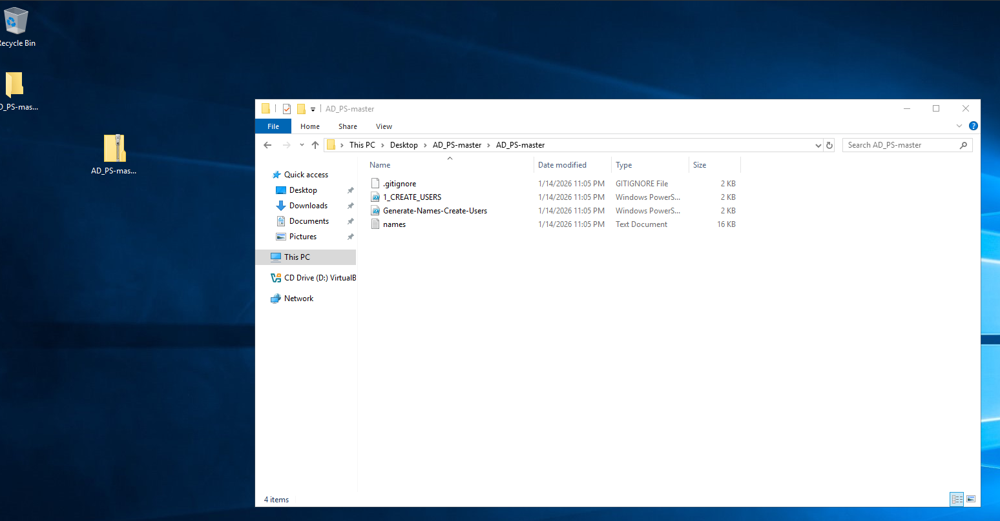 Recycle Bin
D_PS-mas...
AD_PS-mas...
AD_PS-master
File Home Share View
This PC Desktop AD_PS-master AD_PS-master
Search AD_PS-master
Name Date modified Type Size
Quick access
Desktop
Downloads
Documents
Pictures
This PC
CD Drive (D:) VirtualB
Network
.gitignore 1/14/2026 11:05 PM GITIGNORE File 2 KB
1_CREATE_USERS 1/14/2026 11:05 PM Windows PowerS... 2 KB
Generate-Names-Create-Users 1/14/2026 11:05 PM Windows PowerS... 2 KB
names 1/14/2026 11:05 PM Text Document 16 KB
4 items